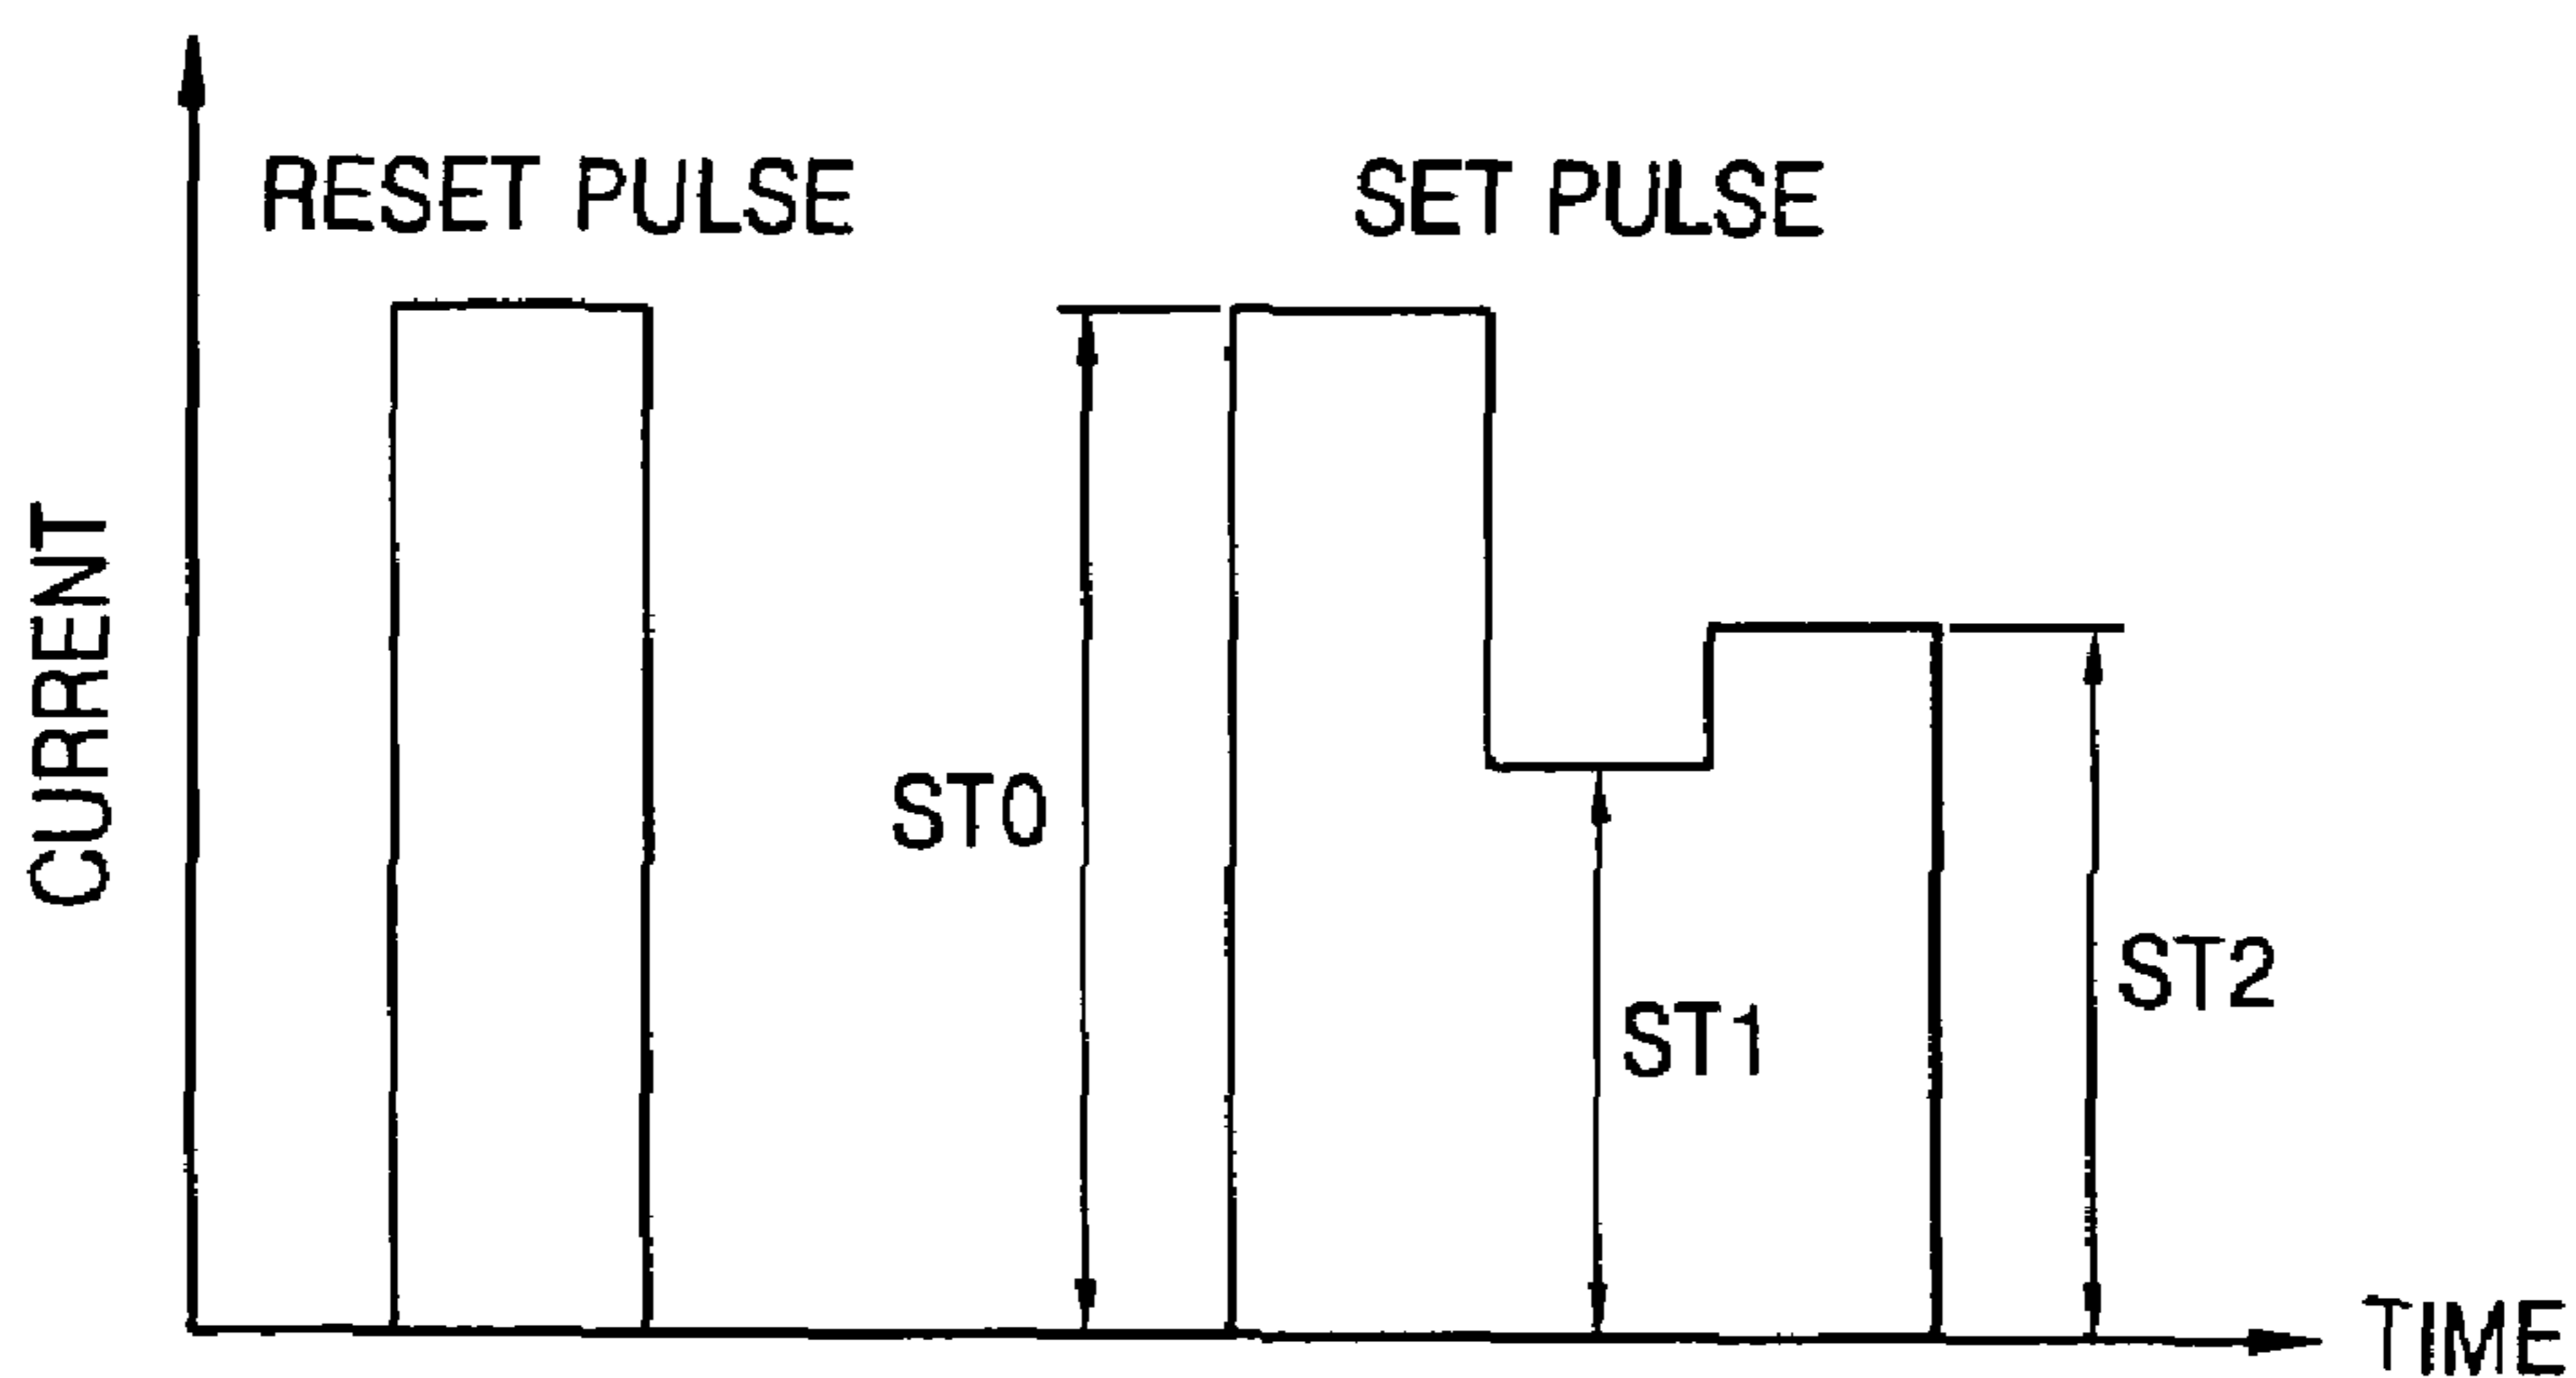 RESET PULSE
SET PULSE
CURRENT
ST0
ST1
ST2
TIME